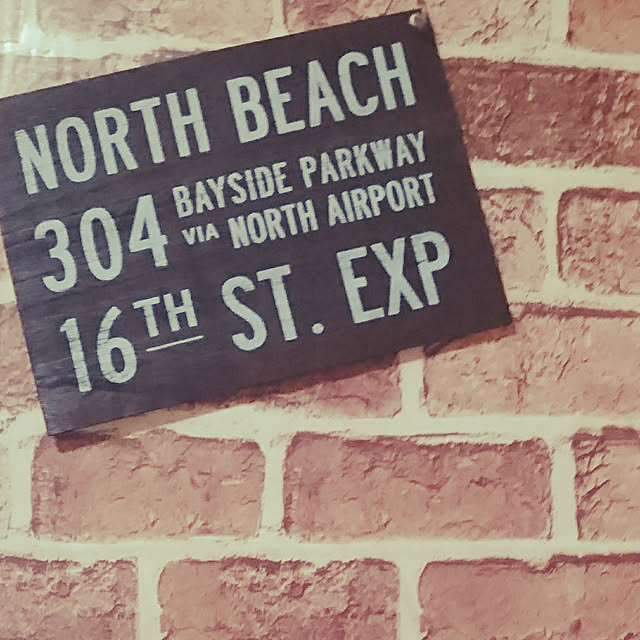 NORTH BEACH
304 BAYSIDE PARKWAY
VIA NORTH AIRPORT
16TH ST. EXP